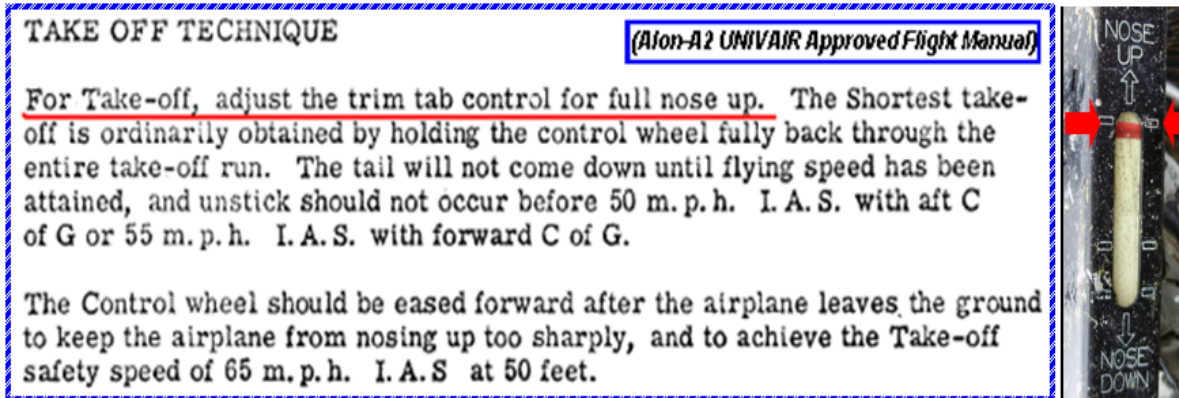 TAKE OFF TECHNIQUE
(Alon-A2 UNIVAIR Approved Flight Manual)
For Take-off, adjust the trim tab control for full nose up. The Shortest take-
off is ordinarily obtained by holding the control wheel fully back through the
entire take-off run. The tail will not come down until flying speed has been
attained, and unstick should not occur before 50 m.p.h. I.A.S. with aft C
of G or 55 m.p.h. I.A.S. with forward C of G.
The Control wheel should be eased forward after the airplane leaves the ground
to keep the airplane from nosing up too sharply, and to achieve the Take-off
safety speed of 65 m.p.h. I.A.S at 50 feet.
NOSE
UP
NOSE
DOWN